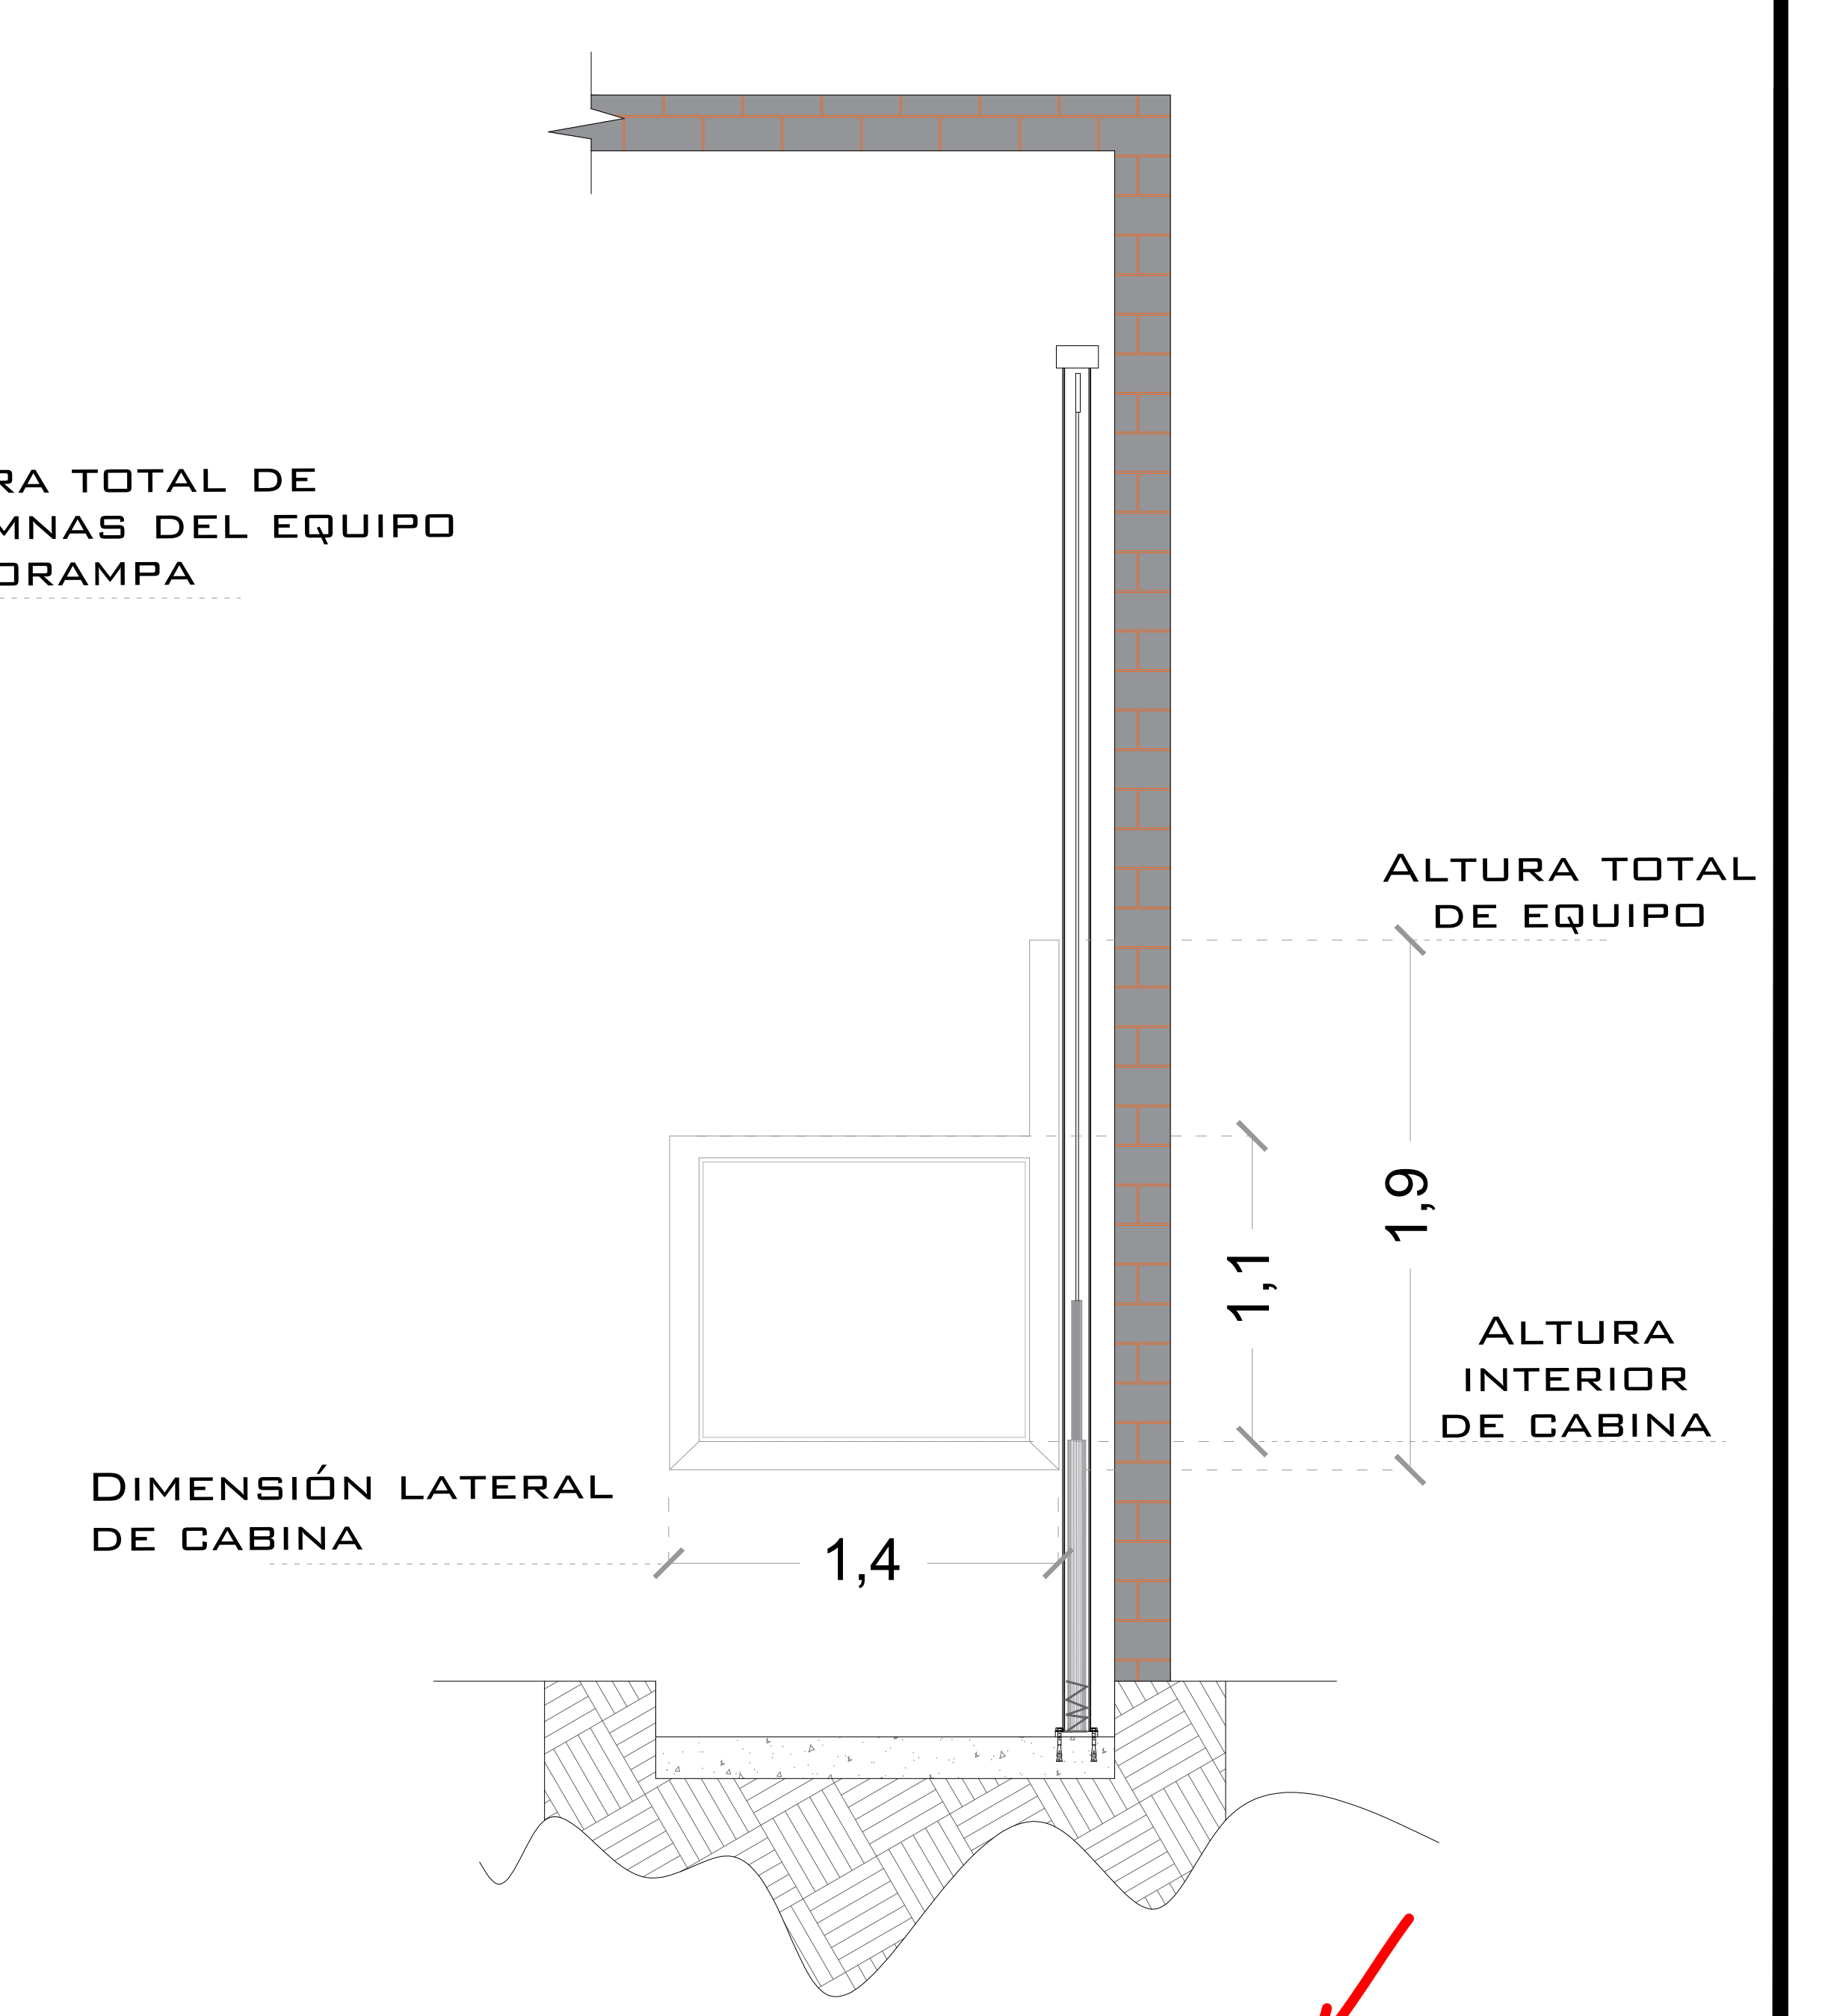 TOTAL DE
DEL EQUIPO
ALTURA TOTAL
DE EQUIPO
1,9
1,1
ALTURA
INTERIOR
DE CABINA
DIMENSIÓN LATERAL
DE CABINA
1,4